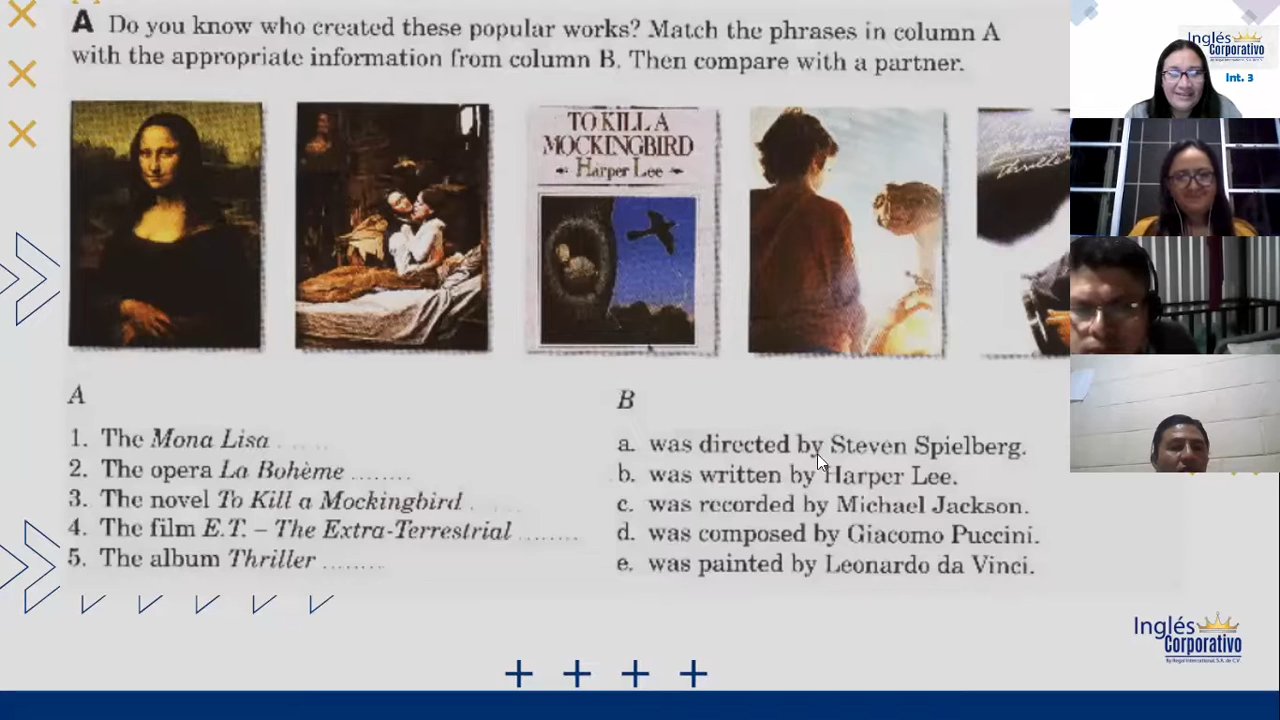 A Do you know who created these popular works? Match the phrases in column A
with the appropriate information from column B. Then compare with a partner.
TO KILL A
MOCKINGBIRD
Harper Lee
Thriller
A
1. The Mona Lisa
2. The opera La Bohème ........
3. The novel To Kill a Mockingbird
4. The film E.T. – The Extra-Terrestrial ........
5. The album Thriller ........
B
a. was directed by Steven Spielberg.
b. was written by Harper Lee.
c. was recorded by Michael Jackson.
d. was composed by Giacomo Puccini.
e. was painted by Leonardo da Vinci.
Inglés
Corporativo
Int. 3
Inglés
Corporativo
By Regal International, S.A. de C.V.